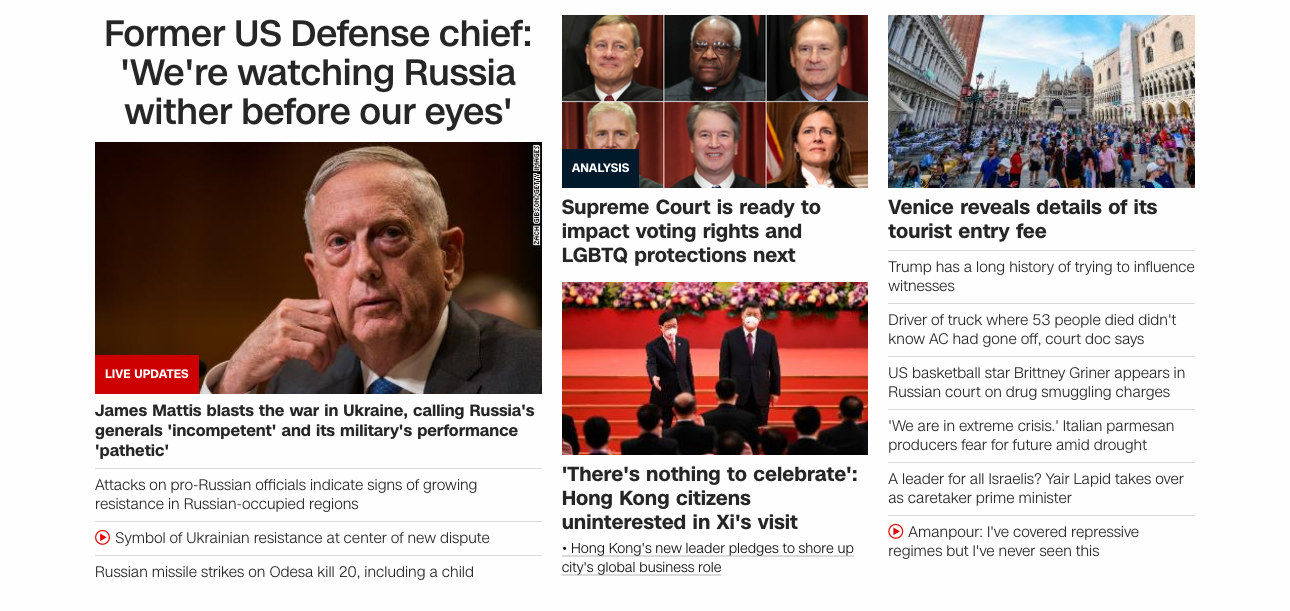 Former US Defense chief:
'We're watching Russia
wither before our eyes'
ZACH GIBSON/GETTY IMAGES
LIVE UPDATES
James Mattis blasts the war in Ukraine, calling Russia's
generals 'incompetent' and its military's performance
'pathetic'
Attacks on pro-Russian officials indicate signs of growing
resistance in Russian-occupied regions
Symbol of Ukrainian resistance at center of new dispute
Russian missile strikes on Odesa kill 20, including a child
ANALYSIS
Supreme Court is ready to
impact voting rights and
LGBTQ protections next
'There's nothing to celebrate':
Hong Kong citizens
uninterested in Xi's visit
• Hong Kong's new leader pledges to shore up
city's global business role
Venice reveals details of its
tourist entry fee
Trump has a long history of trying to influence
witnesses
Driver of truck where 53 people died didn't
know AC had gone off, court doc says
US basketball star Brittney Griner appears in
Russian court on drug smuggling charges
'We are in extreme crisis.' Italian parmesan
producers fear for future amid drought
A leader for all Israelis? Yair Lapid takes over
as caretaker prime minister
Amanpour: I've covered repressive
regimes but I've never seen this